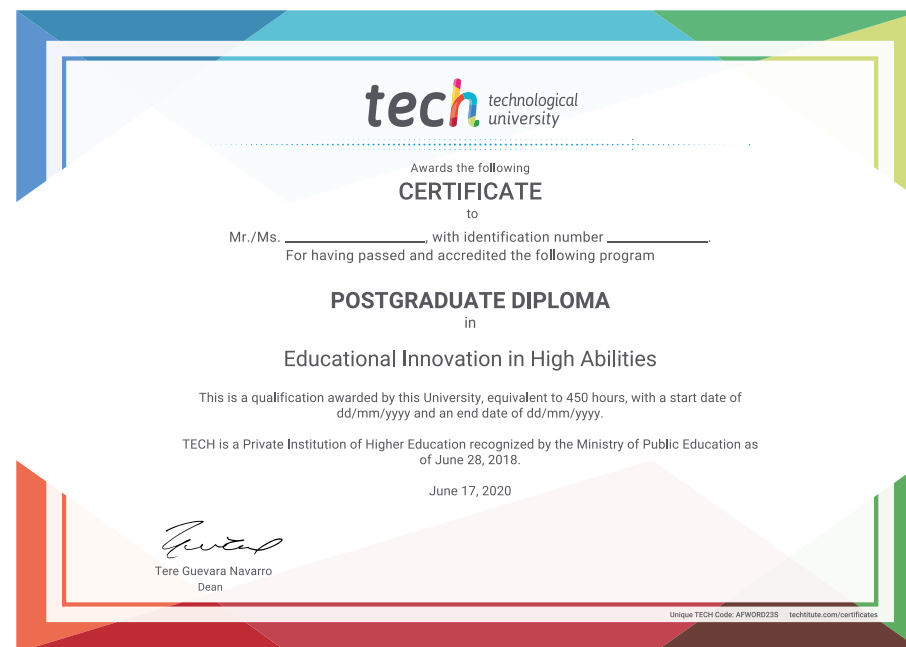 tech technological
university
Awards the following
CERTIFICATE
to
Mr./Ms. ____________________, with identification number ______________.
For having passed and accredited the following program
POSTGRADUATE DIPLOMA
in
Educational Innovation in High Abilities
This is a qualification awarded by this University, equivalent to 450 hours, with a start date of
dd/mm/yyyy and an end date of dd/mm/yyyy.
TECH is a Private Institution of Higher Education recognized by the Ministry of Public Education as
of June 28, 2018.
June 17, 2020
Tere Guevara Navarro
Dean
Unique TECH Code: AFWORD23S techtitute.com/certificates